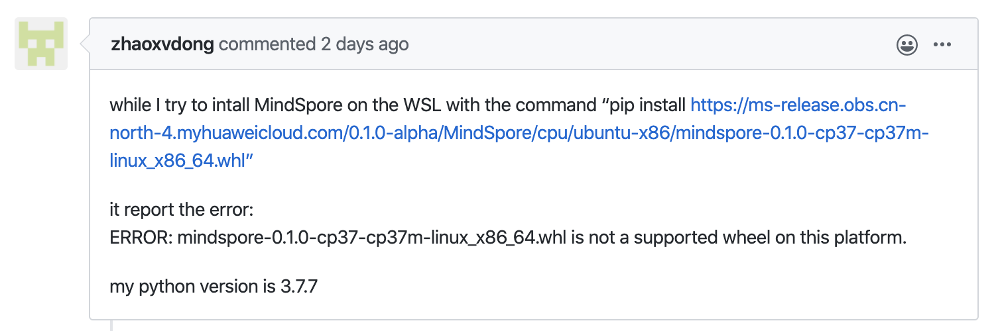 zhaoxvdong commented 2 days ago
while I try to intall MindSpore on the WSL with the command “pip install https://ms-release.obs.cn-
north-4.myhuaweicloud.com/0.1.0-alpha/MindSpore/cpu/ubuntu-x86/mindspore-0.1.0-cp37-cp37m-
linux_x86_64.whl”
it report the error:
ERROR: mindspore-0.1.0-cp37-cp37m-linux_x86_64.whl is not a supported wheel on this platform.
my python version is 3.7.7